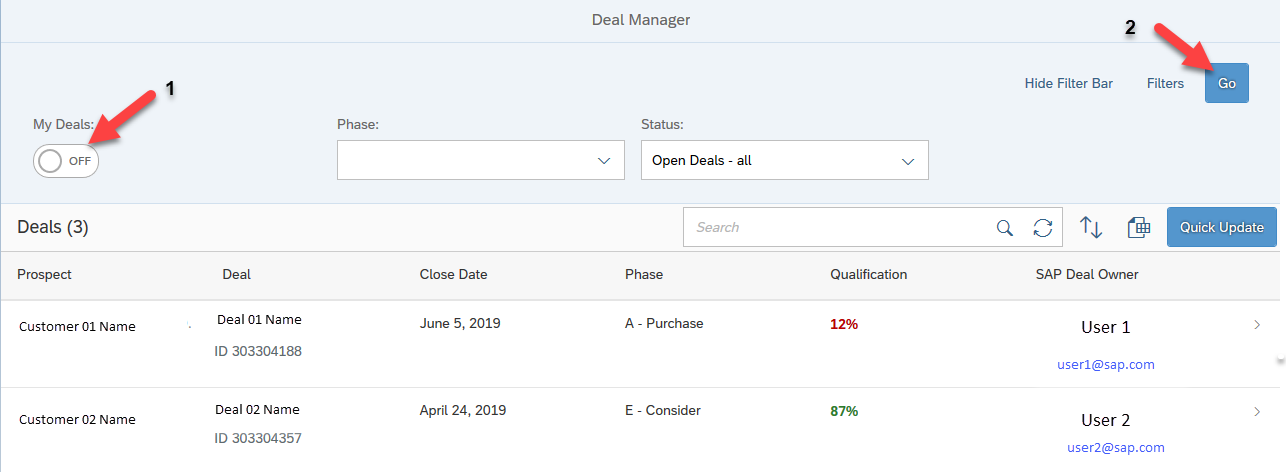 Deal Manager
2
Hide Filter Bar Filters Go
1
My Deals: Phase: Status:
OFF Open Deals - all
Deals (3) Search Quick Update
Prospect Deal Close Date Phase Qualification SAP Deal Owner
Customer 01 Name Deal 01 Name June 5, 2019 A - Purchase 12% User 1
ID 303304188 user1@sap.com
Customer 02 Name Deal 02 Name April 24, 2019 E - Consider 87% User 2
ID 303304357 user2@sap.com